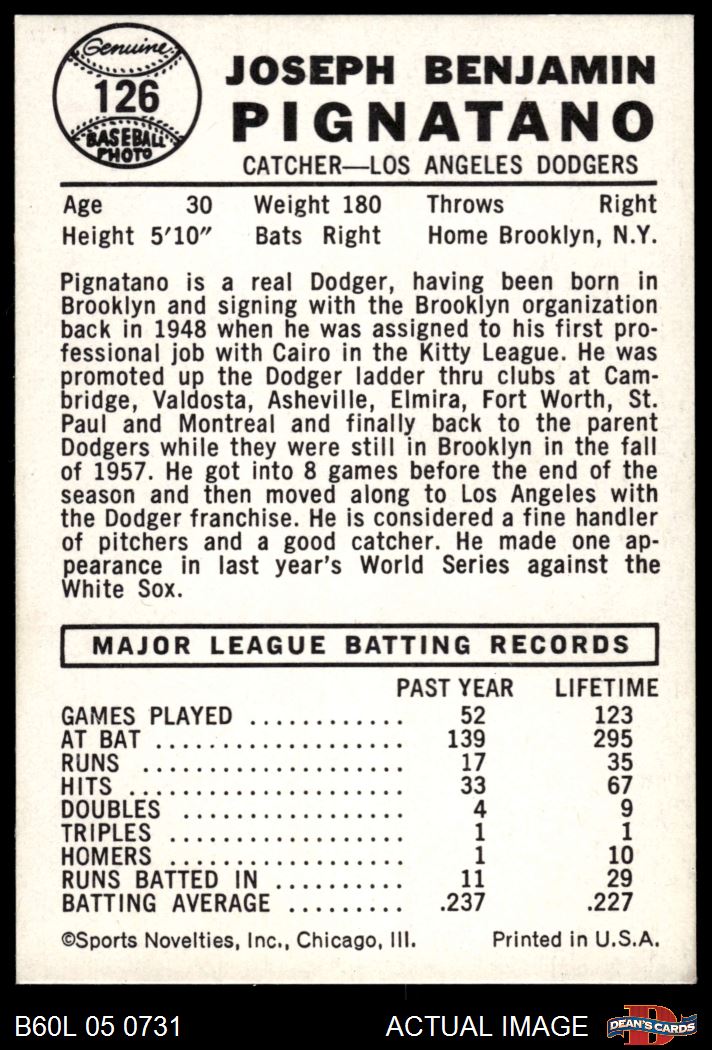 Genuine
126
BASEBALL
PHOTO
JOSEPH BENJAMIN
PIGNATANO
CATCHER—LOS ANGELES DODGERS
Age 30 Weight 180 Throws Right
Height 5'10" Bats Right Home Brooklyn, N.Y.
Pignatano is a real Dodger, having been born in
Brooklyn and signing with the Brooklyn organization
back in 1948 when he was assigned to his first pro-
fessional job with Cairo in the Kitty League. He was
promoted up the Dodger ladder thru clubs at Cam-
bridge, Valdosta, Asheville, Elmira, Fort Worth, St.
Paul and Montreal and finally back to the parent
Dodgers while they were still in Brooklyn in the fall
of 1957. He got into 8 games before the end of the
season and then moved along to Los Angeles with
the Dodger franchise. He is considered a fine handler
of pitchers and a good catcher. He made one ap-
pearance in last year's World Series against the
White Sox.
MAJOR LEAGUE BATTING RECORDS
PAST YEAR LIFETIME
GAMES PLAYED ............ 52 123
AT BAT ................... 139 295
RUNS .................... 17 35
HITS ..................... 33 67
DOUBLES ................. 4 9
TRIPLES .................. 1 1
HOMERS .................. 1 10
RUNS BATTED IN .......... 11 29
BATTING AVERAGE ......... .237 .227
©Sports Novelties, Inc., Chicago, Ill. Printed in U.S.A.
B60L 05 0731 ACTUAL IMAGE DEAN'S CARDS